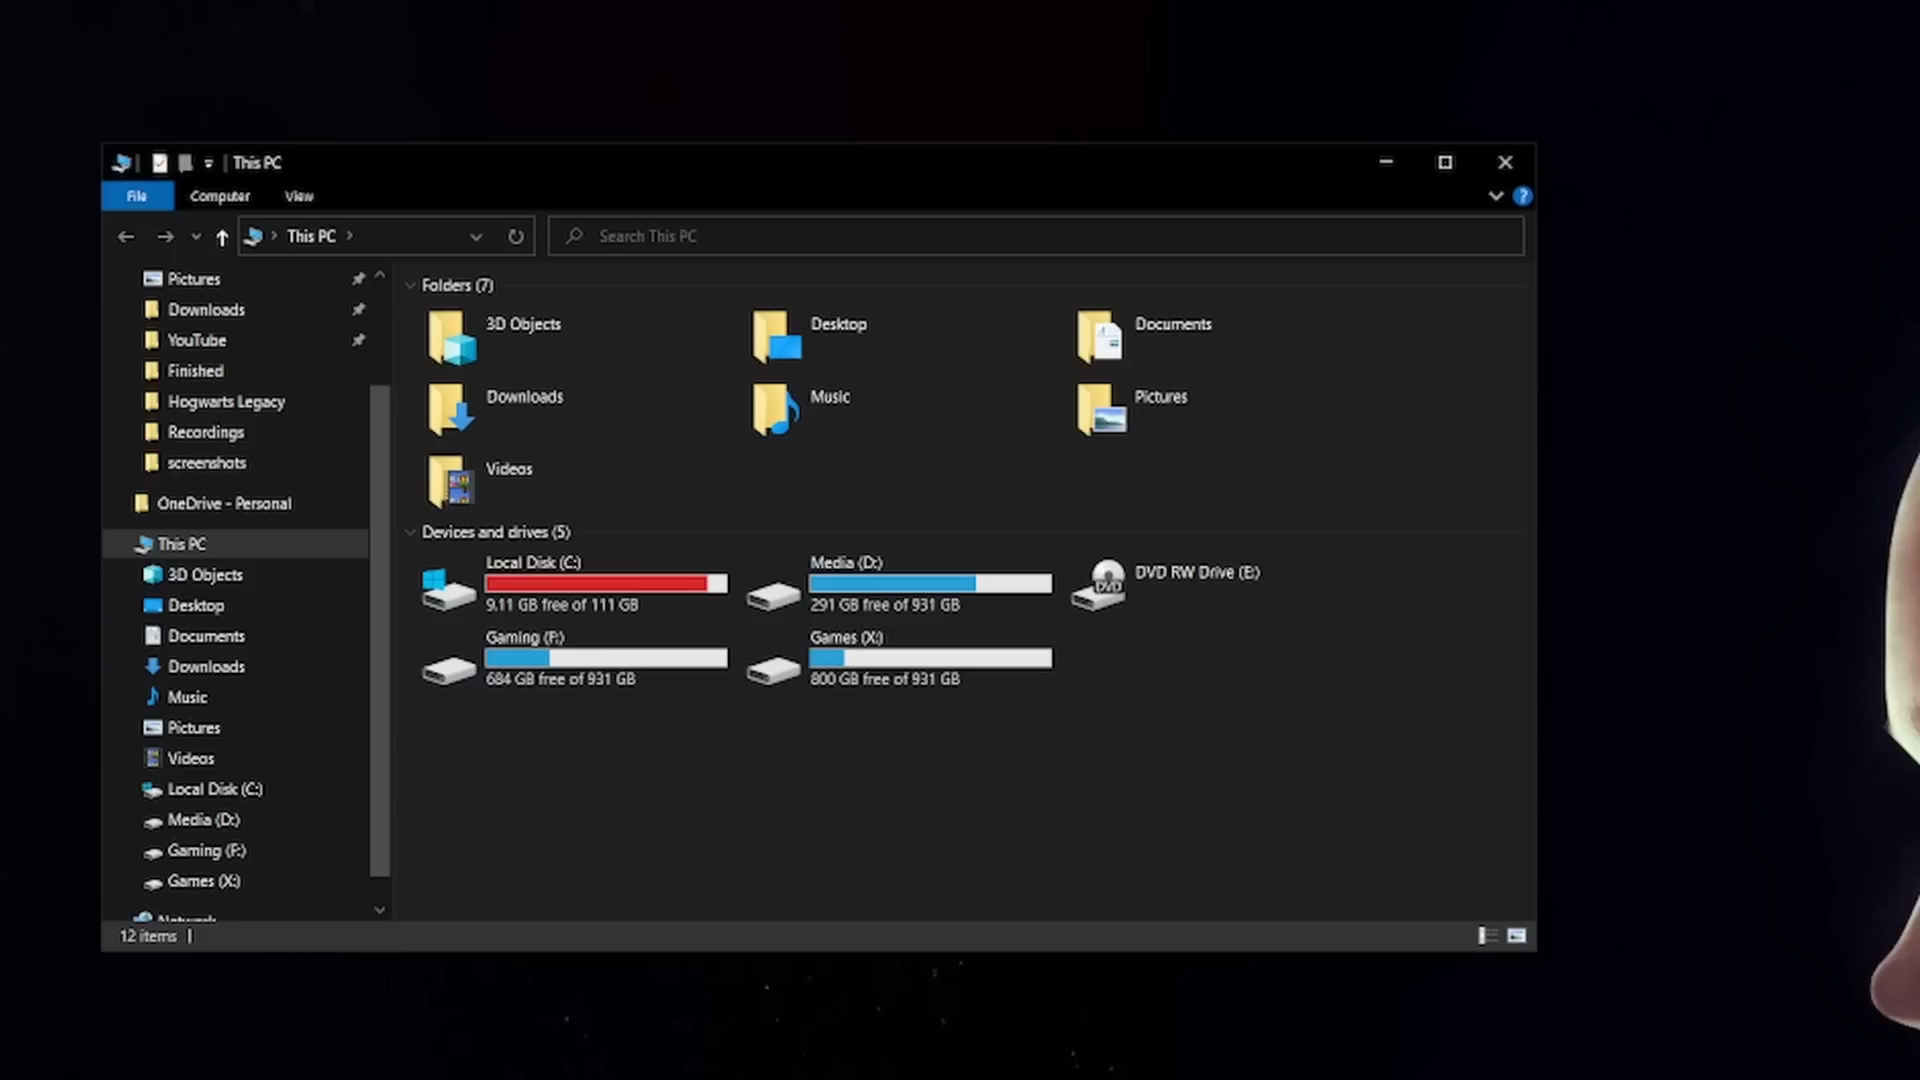 This PC
File Computer View
This PC
Search This PC
Pictures
Downloads
YouTube
Finished
Hogwarts Legacy
Recordings
screenshots
OneDrive - Personal
This PC
3D Objects
Desktop
Documents
Downloads
Music
Pictures
Videos
Local Disk (C:)
Media (D:)
Gaming (F:)
Games (X:)
Network
Folders (7)
3D Objects
Desktop
Documents
Downloads
Music
Pictures
Videos
Devices and drives (5)
Local Disk (C:)
9.11 GB free of 111 GB
Media (D:)
291 GB free of 931 GB
DVD
DVD RW Drive (E:)
Gaming (F:)
684 GB free of 931 GB
Games (X:)
800 GB free of 931 GB
12 items